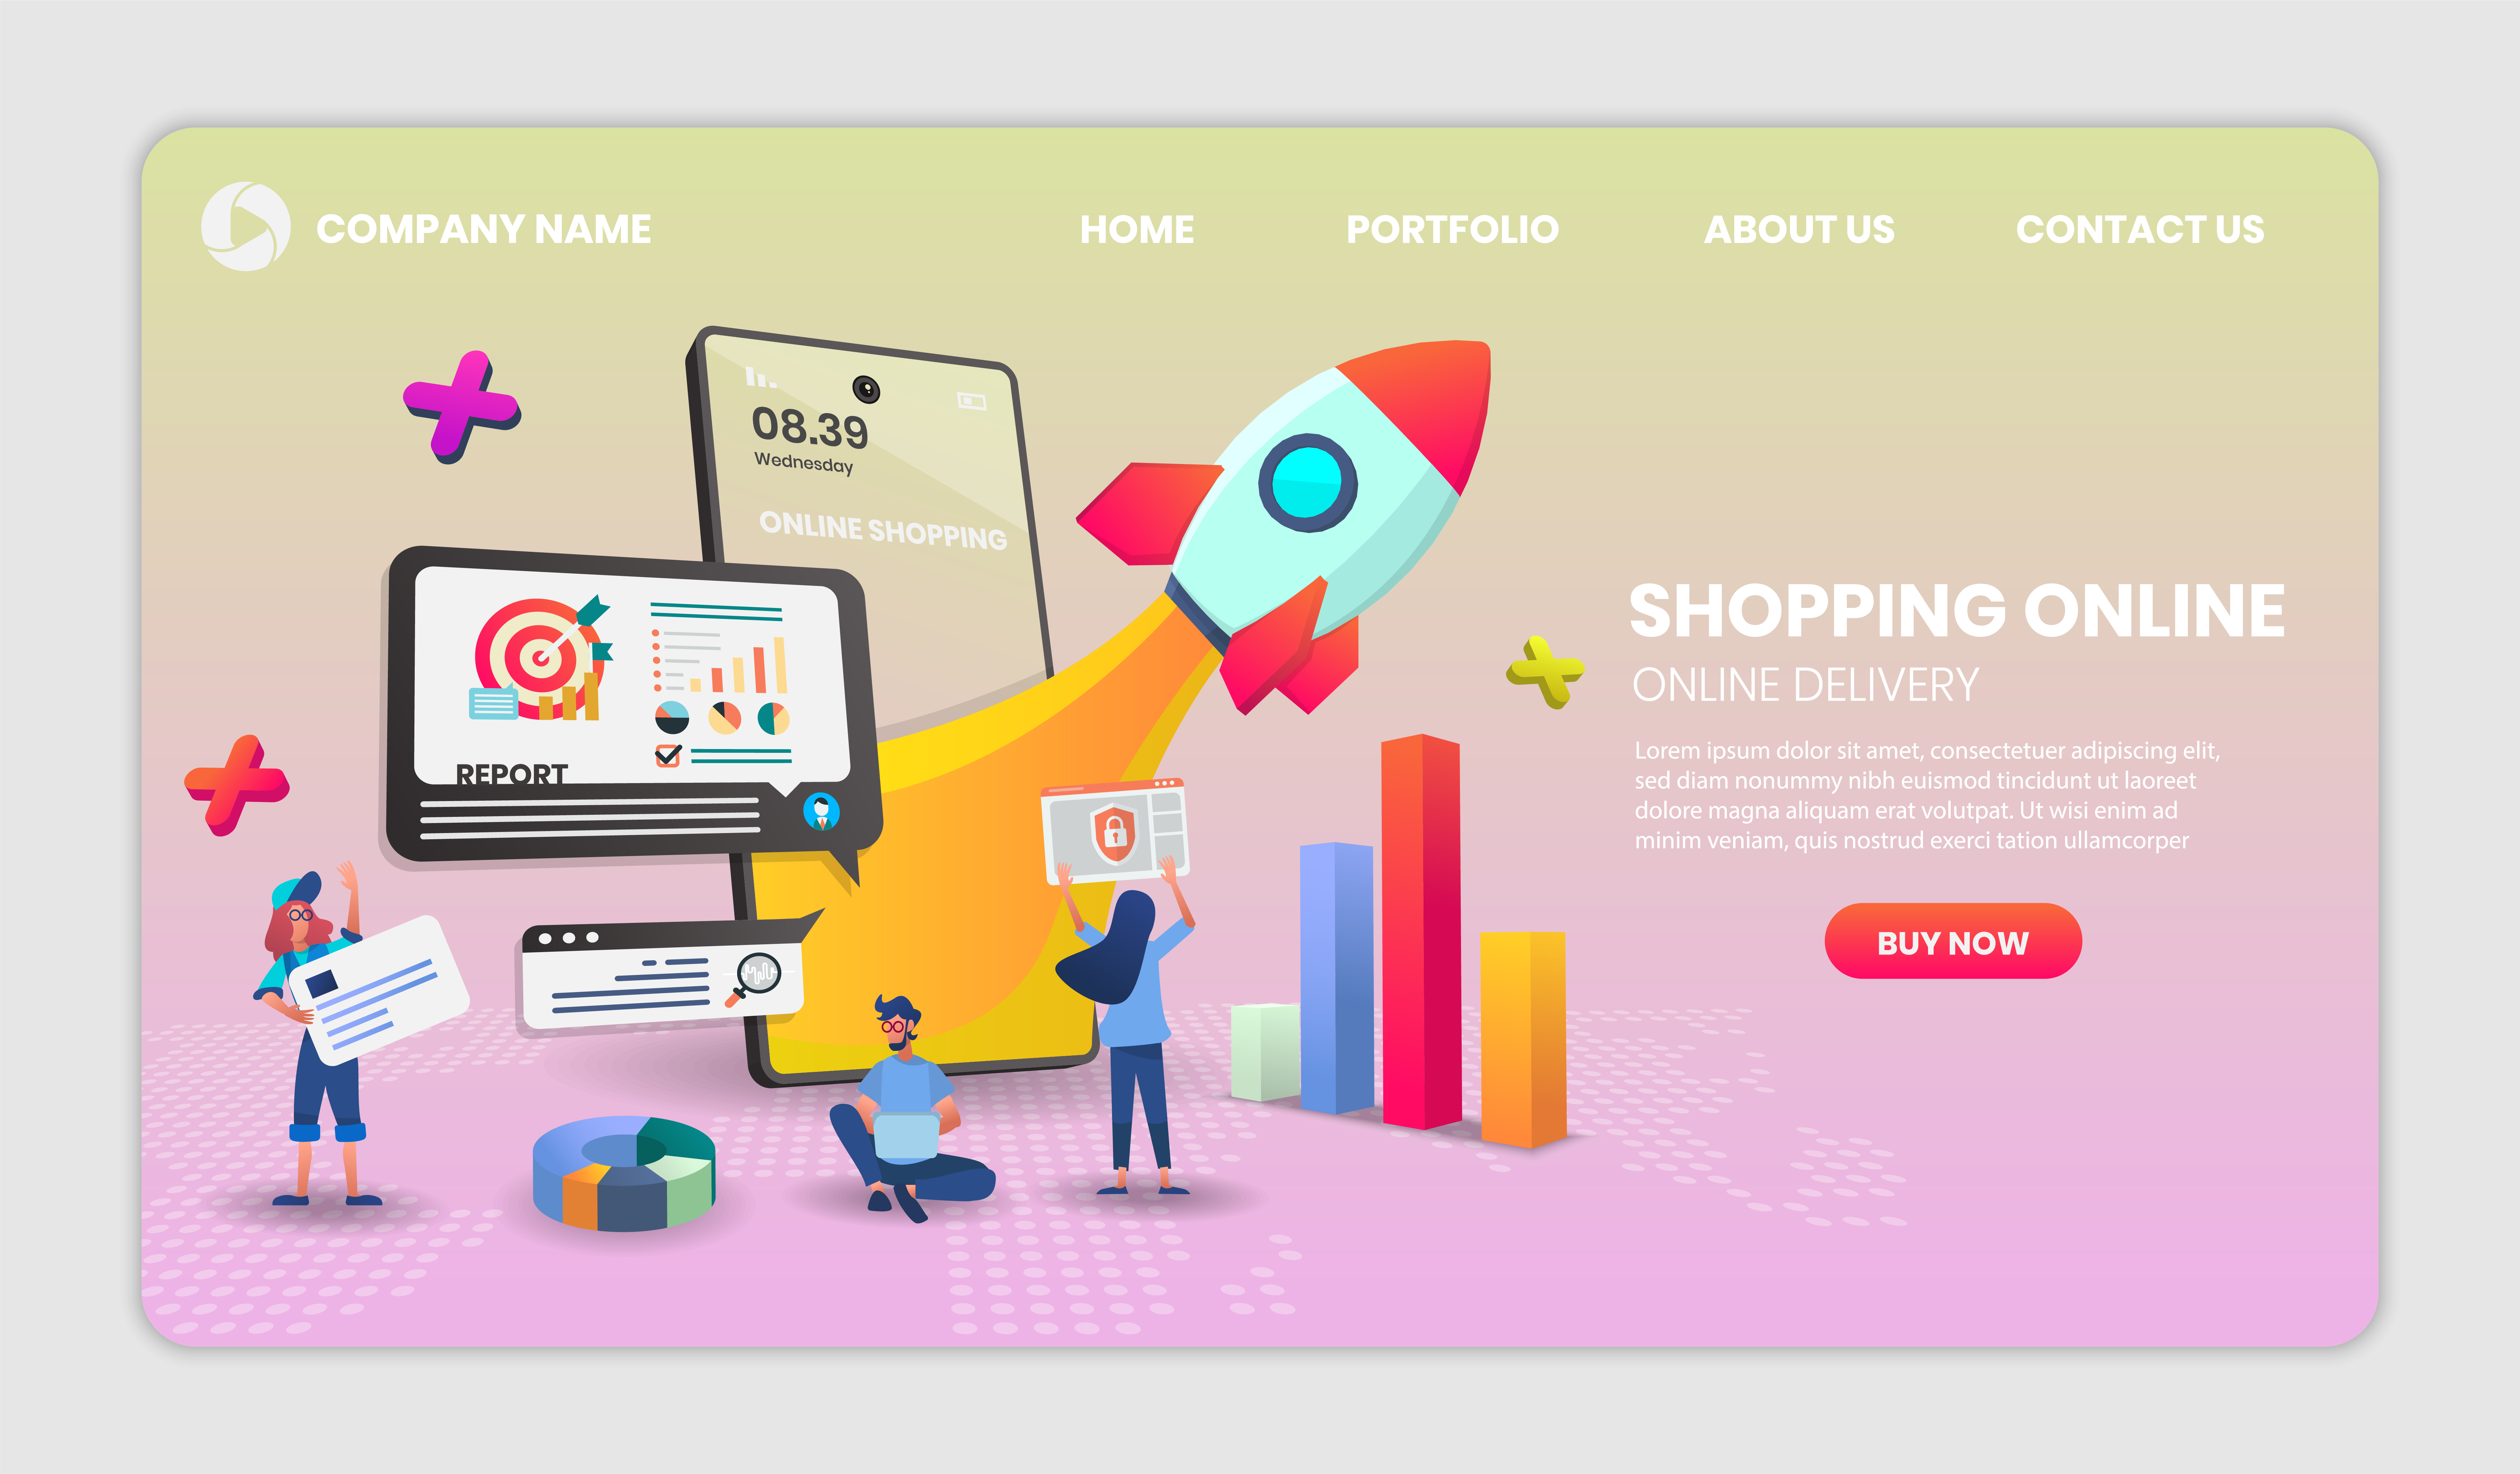 COMPANY NAME
HOME
PORTFOLIO
ABOUT US
CONTACT US
08.39
Wednesday
ONLINE SHOPPING
REPORT
SHOPPING ONLINE
ONLINE DELIVERY
Lorem ipsum dolor sit amet, consectetuer adipiscing elit,
sed diam nonummy nibh euismod tincidunt ut laoreet
dolore magna aliquam erat volutpat. Ut wisi enim ad
minim veniam, quis nostrud exerci tation ullamcorper
BUY NOW